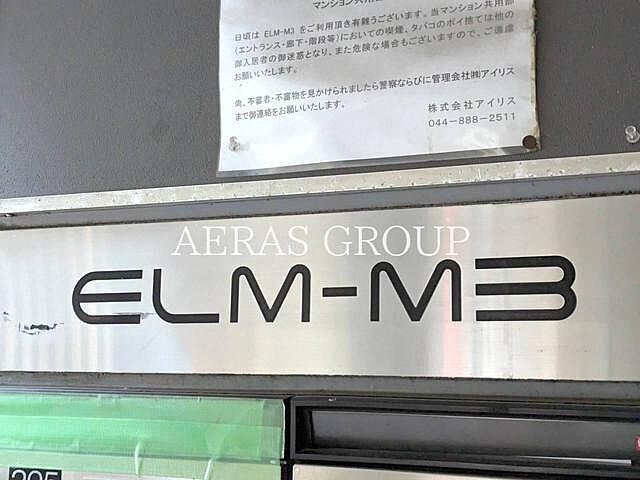 日頃は ELM-M3 をご利用頂き有難うございます。当マンション共用部
(エントランス・廊下・階段等)においての喫煙、タバコのポイ捨ては他の
御入居者の御迷惑となり、また危険な場合もございますので、ご遠慮
お願いいたします。
尚、不審者・不審物を見かけられましたら警察ならびに管理会社㈱アイリス
まで御連絡をお願いいたします。
株式会社アイリス
044-888-2511
AERAS GROUP
ELM-M3